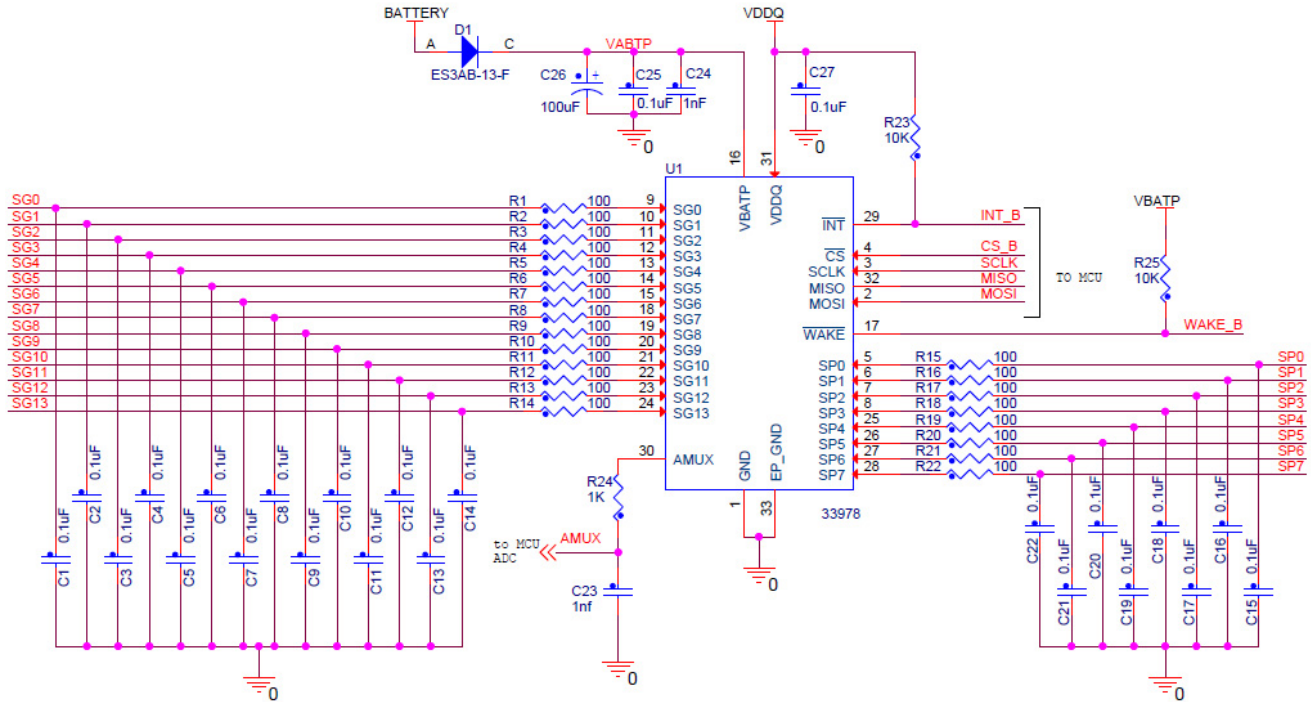 BATTERY
VDDQ
D1
A
C
VABTP
ES3AB-13-F
C26
+
100uF
C25
0.1uF
C24
1nF
0
C27
0.1uF
0
R23
10K
16
31
U1
VBATP
VDDQ
SG0 R1 100 9 SG0
SG1 R2 100 10 SG1
SG2 R3 100 11 SG2
SG3 R4 100 12 SG3
SG4 R5 100 13 SG4
SG5 R6 100 14 SG5
SG6 R7 100 15 SG6
SG7 R8 100 18 SG7
SG8 R9 100 19 SG8
SG9 R10 100 20 SG9
SG10 R11 100 21 SG10
SG11 R12 100 22 SG11
SG12 R13 100 23 SG12
SG13 R14 100 24 SG13
INT 29 INT_B
CS 4 CS_B
SCLK 3 SCLK
MISO 32 MISO
MOSI 2 MOSI
TO MCU
VBATP
R25
10K
WAKE 17 WAKE_B
SP0 5 R15 100 SP0
SP1 6 R16 100 SP1
SP2 7 R17 100 SP2
SP3 8 R18 100 SP3
SP4 25 R19 100 SP4
SP5 26 R20 100 SP5
SP6 27 R21 100 SP6
SP7 28 R22 100 SP7
30 AMUX
GND
EP_GND
1
33
33978
0
R24
1K
to MCU
ADC
AMUX
C23
1nf
0
C1 0.1uF
C2 0.1uF
C3 0.1uF
C4 0.1uF
C5 0.1uF
C6 0.1uF
C7 0.1uF
C8 0.1uF
C9 0.1uF
C10 0.1uF
C11 0.1uF
C12 0.1uF
C13 0.1uF
C14 0.1uF
0
C22 0.1uF
C21 0.1uF
C20 0.1uF
C19 0.1uF
C18 0.1uF
C17 0.1uF
C16 0.1uF
C15 0.1uF
0